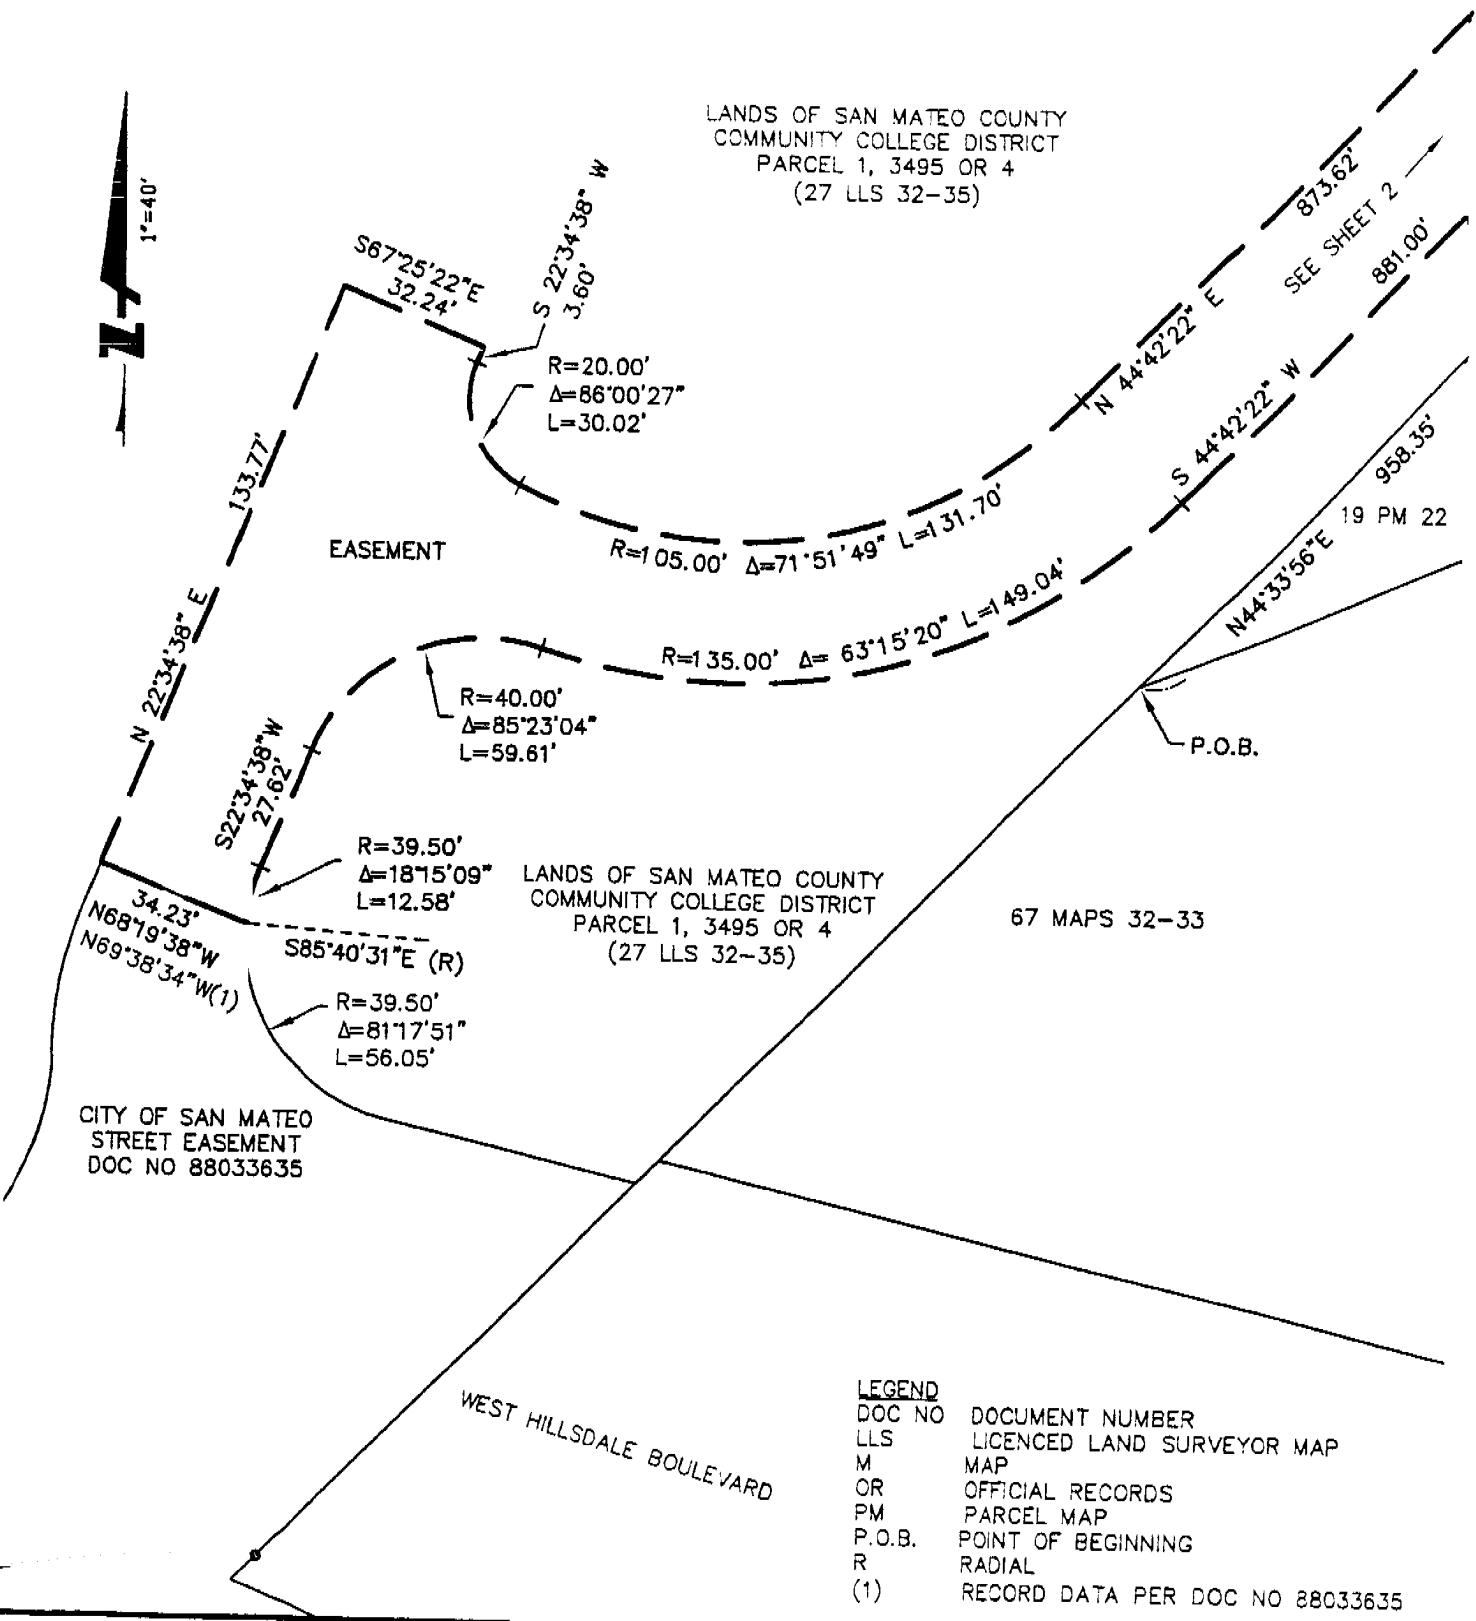 LANDS OF SAN MATEO COUNTY
COMMUNITY COLLEGE DISTRICT
PARCEL 1, 3495 OR 4
(27 LLS 32-35)
873.62'
SEE SHEET 2
881.00'
N 44°42'22" E
S 44°42'22" W
1"=40'
N
S67°25'22"E
32.24'
S 22°34'38" W
3.60'
R=20.00'
Δ=86°00'27"
L=30.02'
133.77'
N 22°34'38" E
EASEMENT
R=105.00' Δ=71°51'49" L=131.70'
R=135.00' Δ= 63°15'20" L=149.04'
958.35'
19 PM 22
N44°33'56"E
P.O.B.
R=40.00'
Δ=85°23'04"
L=59.61'
S22°34'38"W
27.62'
R=39.50'
Δ=18°15'09"
L=12.58'
LANDS OF SAN MATEO COUNTY
COMMUNITY COLLEGE DISTRICT
PARCEL 1, 3495 OR 4
(27 LLS 32-35)
67 MAPS 32-33
34.23'
N68°19'38"W
N69°38'34"W(1)
S85°40'31"E (R)
R=39.50'
Δ=81°17'51"
L=56.05'
CITY OF SAN MATEO
STREET EASEMENT
DOC NO 88033635
WEST HILLSDALE BOULEVARD
LEGEND
DOC NO DOCUMENT NUMBER
LLS LICENCED LAND SURVEYOR MAP
M MAP
OR OFFICIAL RECORDS
PM PARCEL MAP
P.O.B. POINT OF BEGINNING
R RADIAL
(1) RECORD DATA PER DOC NO 88033635